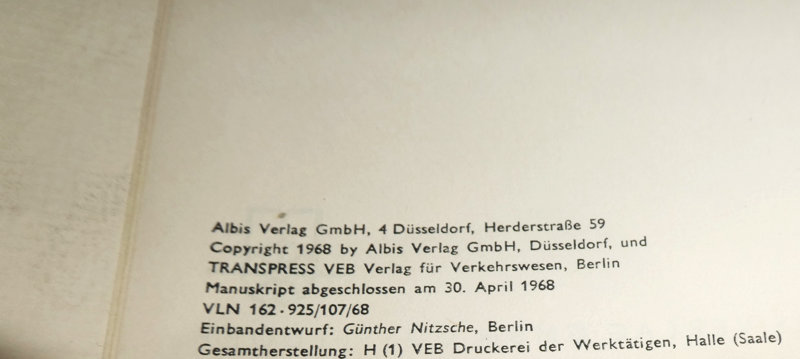 Albis Verlag GmbH, 4 Düsseldorf, Herderstraße 59
Copyright 1968 by Albis Verlag GmbH, Düsseldorf, und
TRANSPRESS VEB Verlag für Verkehrswesen, Berlin
Manuskript abgeschlossen am 30. April 1968
VLN 162 · 925/107/68
Einbandentwurf: Günther Nitzsche, Berlin
Gesamtherstellung: H (1) VEB Druckerei der Werktätigen, Halle (Saale)